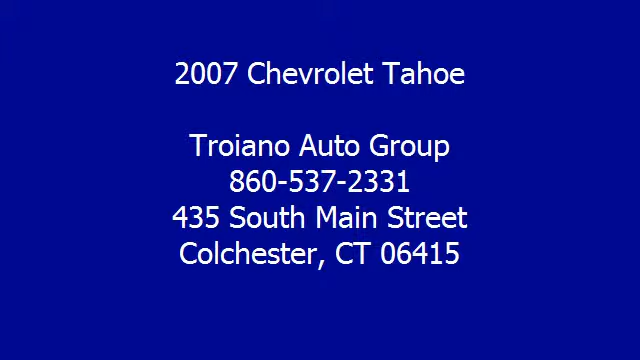 2007 Chevrolet Tahoe
Troiano Auto Group
860-537-2331
435 South Main Street
Colchester, CT 06415